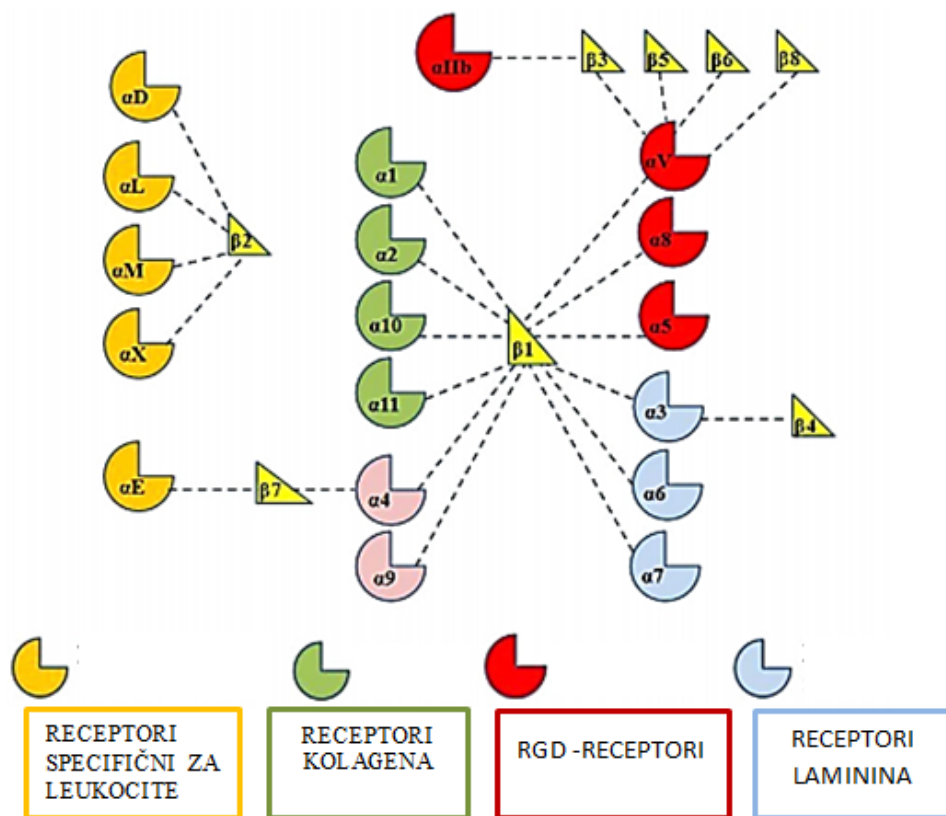 αIIb
β3
β5
β6
β8
αD
αV
α1
αL
α8
β2
α2
αM
α10
α5
β1
αX
α11
α3
β4
αE
β7
α4
α6
α9
α7
RECEPTORI
SPECIFIČNI ZA
LEUKOCITE
RECEPTORI
KOLAGENA
RGD -RECEPTORI
RECEPTORI
LAMININA